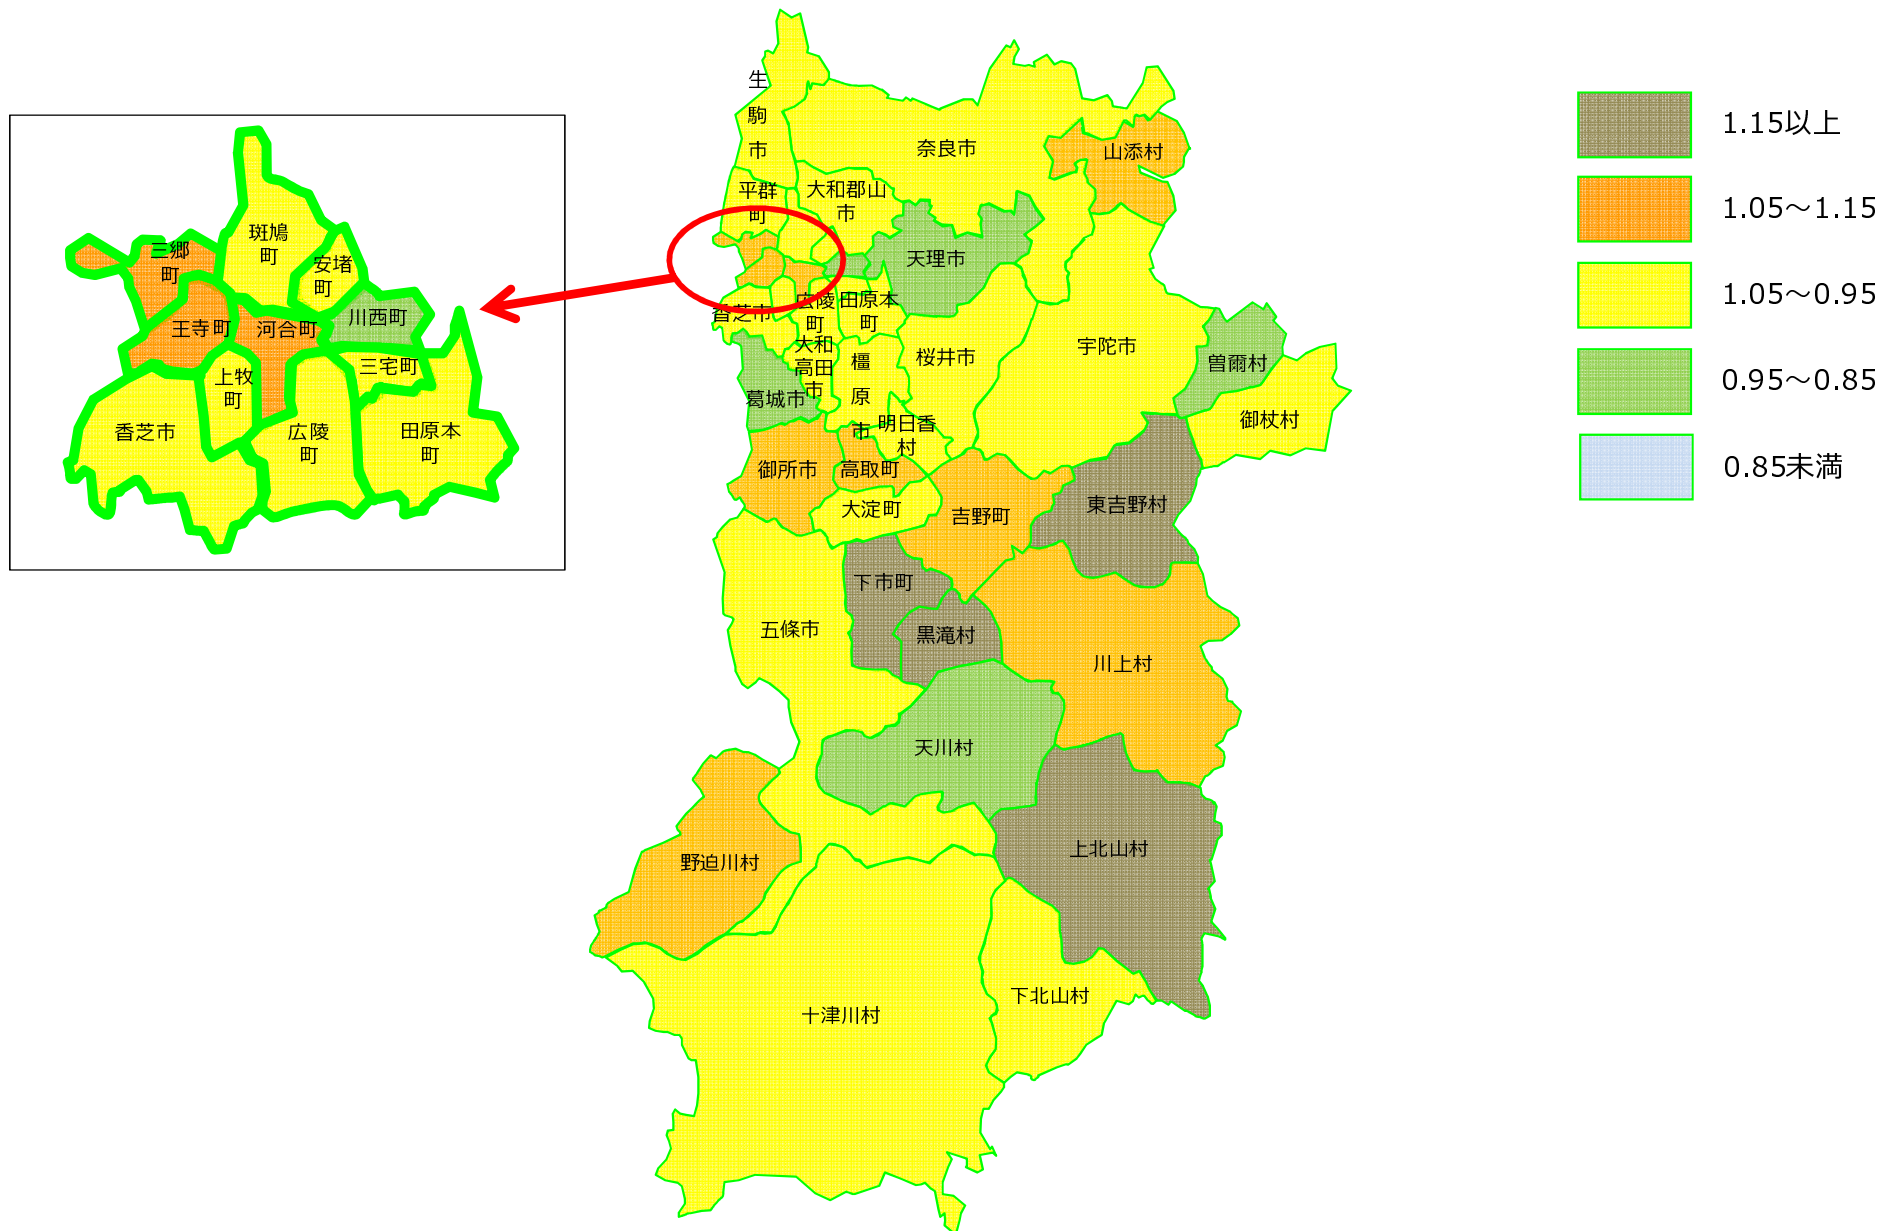 三郷
町
斑鳩
町
安堵
町
王寺町
河合町
川西町
三宅町
上牧
町
香芝市
広陵
町
田原本
町
生
駒
市
奈良市
山添村
平群
町
大和郡山
市
天理市
香芝市
広陵
町
田原本
町
大和
高田
市
橿
原
市
桜井市
宇陀市
曽爾村
御杖村
葛城市
明日香
村
御所市
高取町
大淀町
吉野町
東吉野村
下市町
黒滝村
五條市
川上村
天川村
上北山村
野迫川村
下北山村
十津川村
1.15以上
1.05～1.15
1.05～0.95
0.95～0.85
0.85未満